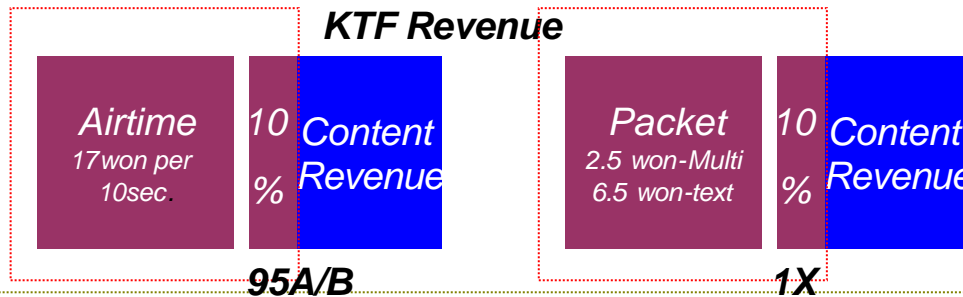 KTF Revenue
Airtime
17won per
10sec.
10
%
Content
Revenue
Packet
2.5 won-Multi
6.5 won-text
10
%
Content
Revenue
95A/B
1X